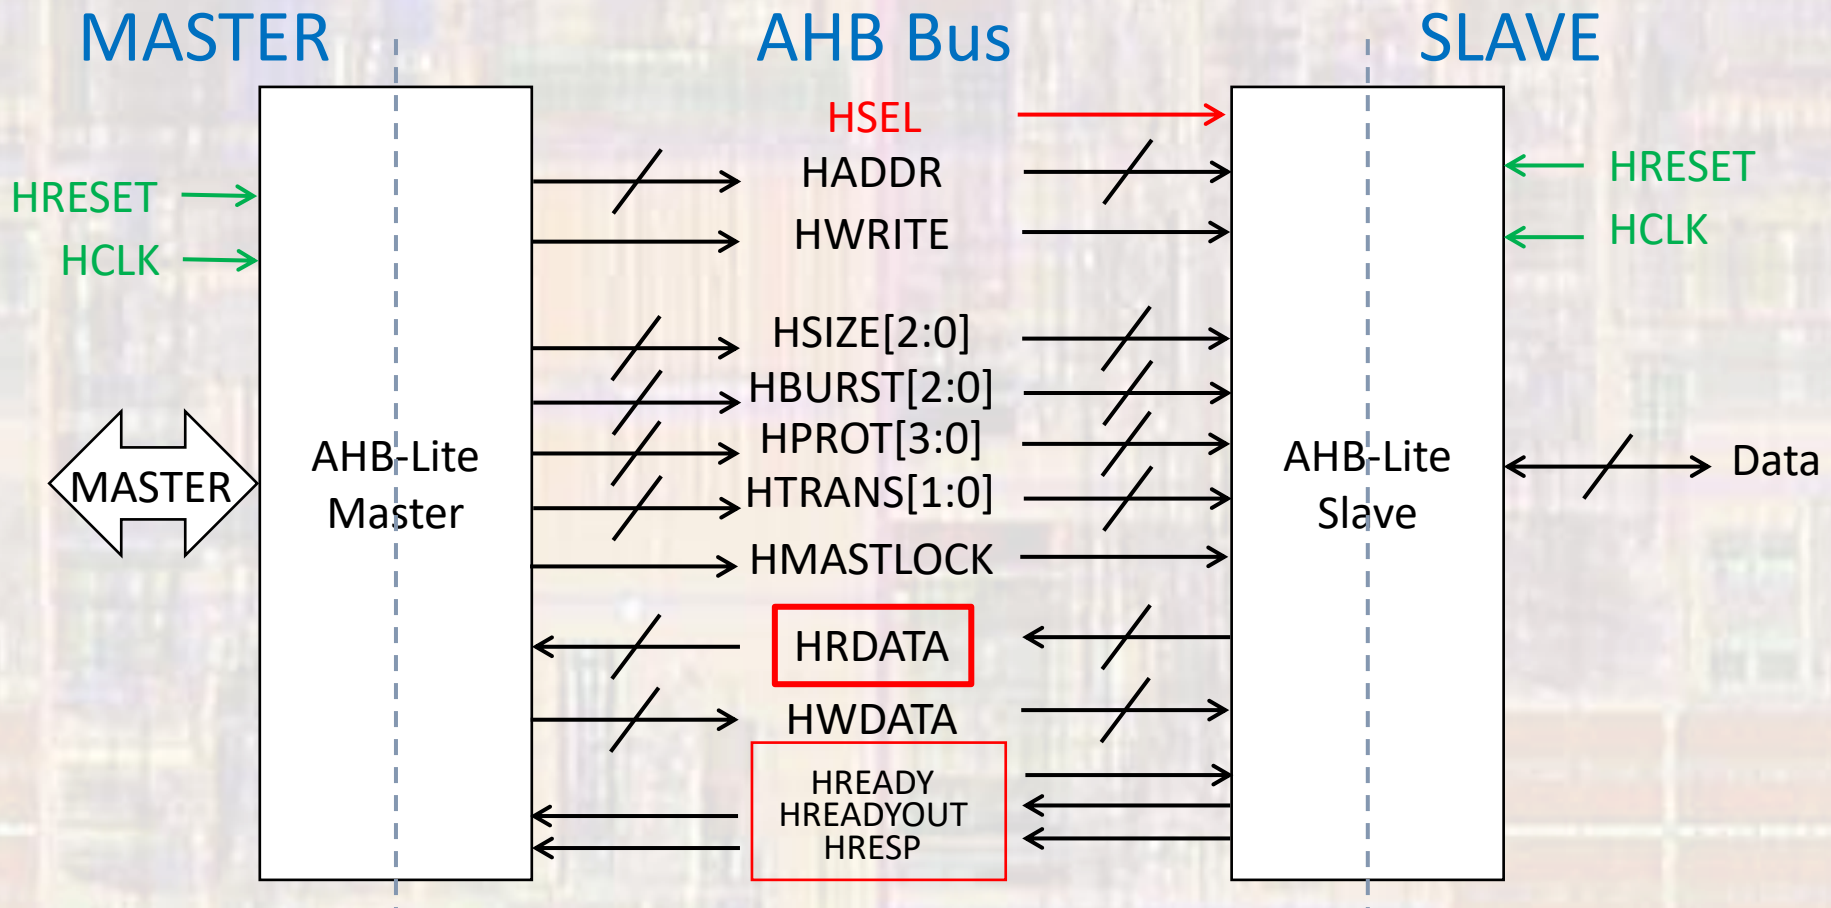 MASTER
AHB Bus
SLAVE
HSEL
HADDR
HWRITE
HRESET
HCLK
HRESET
HCLK
HSIZE[2:0]
HBURST[2:0]
HPROT[3:0]
HTRANS[1:0]
HMASTLOCK
MASTER
AHB-Lite
Master
AHB-Lite
Slave
Data
HRDATA
HWDATA
HREADY
HREADYOUT
HRESP